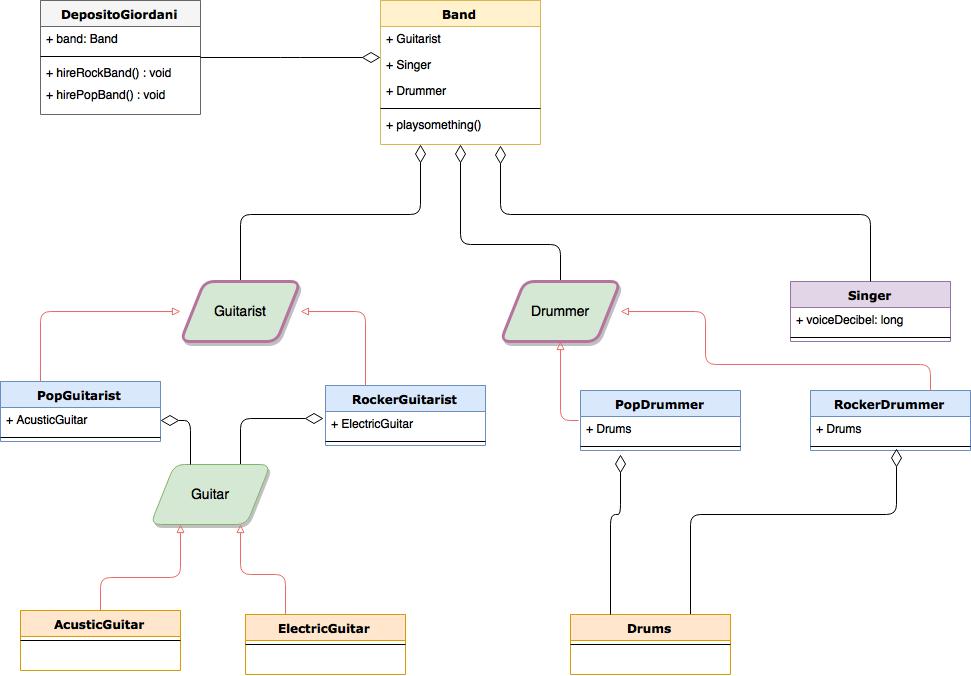 DepositoGiordani
+ band: Band
+ hireRockBand() : void
+ hirePopBand() : void
Band
+ Guitarist
+ Singer
+ Drummer
+ playsomething()
Guitarist
Drummer
Singer
+ voiceDecibel: long
PopGuitarist
+ AcusticGuitar
RockerGuitarist
+ ElectricGuitar
PopDrummer
+ Drums
RockerDrummer
+ Drums
Guitar
AcusticGuitar
ElectricGuitar
Drums